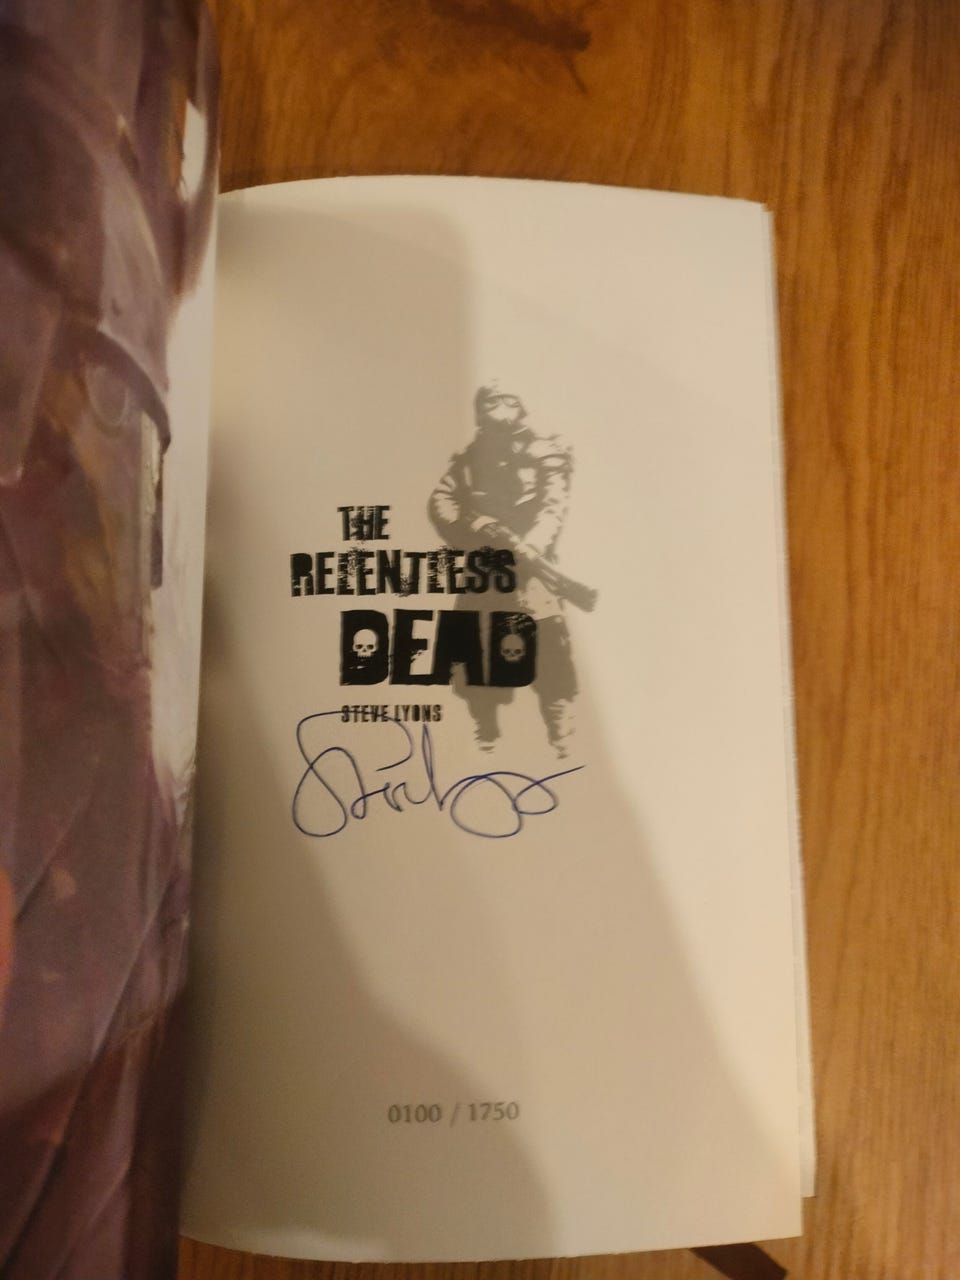 THE
RELENTLESS
DEAD
STEVE LYONS
0100 / 1750